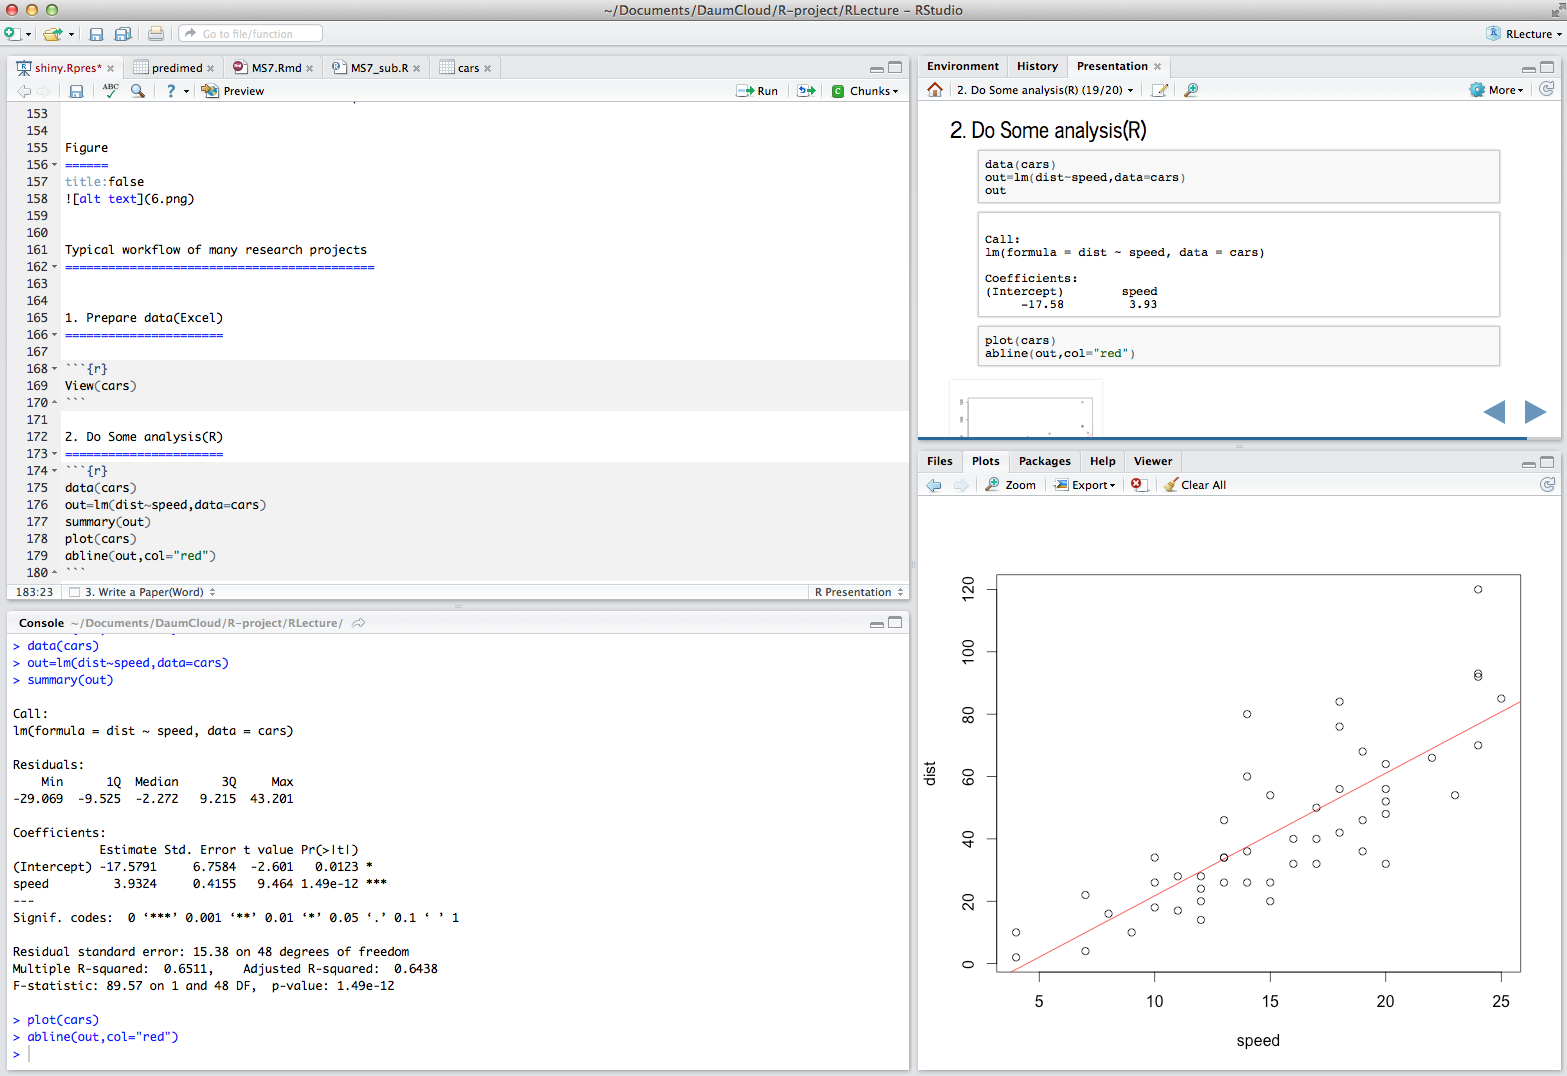 ~/Documents/DaumCloud/R-project/RLecture - RStudio
Go to file/function
RLecture
shiny.Rpres* predimed MS7.Rmd MS7_sub.R cars
ABC ? Preview Run Chunks
153
154
155 Figure
156 ======
157 title:false
158 ![alt text](6.png)
159
160
161 Typical workflow of many research projects
162 ===========================================
163
164
165 1. Prepare data(Excel)
166 ======================
167
168 ```{r}
169 View(cars)
170 ```
171
172 2. Do Some analysis(R)
173 ======================
174 ```{r}
175 data(cars)
176 out=lm(dist~speed,data=cars)
177 summary(out)
178 plot(cars)
179 abline(out,col="red")
180 ```
183:23 3. Write a Paper(Word) R Presentation
Console ~/Documents/DaumCloud/R-project/RLecture/
> data(cars)
> out=lm(dist~speed,data=cars)
> summary(out)
Call:
lm(formula = dist ~ speed, data = cars)
Residuals:
Min 1Q Median 3Q Max
-29.069 -9.525 -2.272 9.215 43.201
Coefficients:
Estimate Std. Error t value Pr(>|t|)
(Intercept) -17.5791 6.7584 -2.601 0.0123 *
speed 3.9324 0.4155 9.464 1.49e-12 ***
---
Signif. codes: 0 ‘***’ 0.001 ‘**’ 0.01 ‘*’ 0.05 ‘.’ 0.1 ‘ ’ 1
Residual standard error: 15.38 on 48 degrees of freedom
Multiple R-squared: 0.6511, Adjusted R-squared: 0.6438
F-statistic: 89.57 on 1 and 48 DF, p-value: 1.49e-12
> plot(cars)
> abline(out,col="red")
>
Environment History Presentation
2. Do Some analysis(R) (19/20) More
2. Do Some analysis(R)
data(cars)
out=lm(dist~speed,data=cars)
out
Call:
lm(formula = dist ~ speed, data = cars)
Coefficients:
(Intercept) speed
-17.58 3.93
plot(cars)
abline(out,col="red")
Files Plots Packages Help Viewer
Zoom Export Clear All
120
100
80
60
40
20
0
dist
5 10 15 20 25
speed